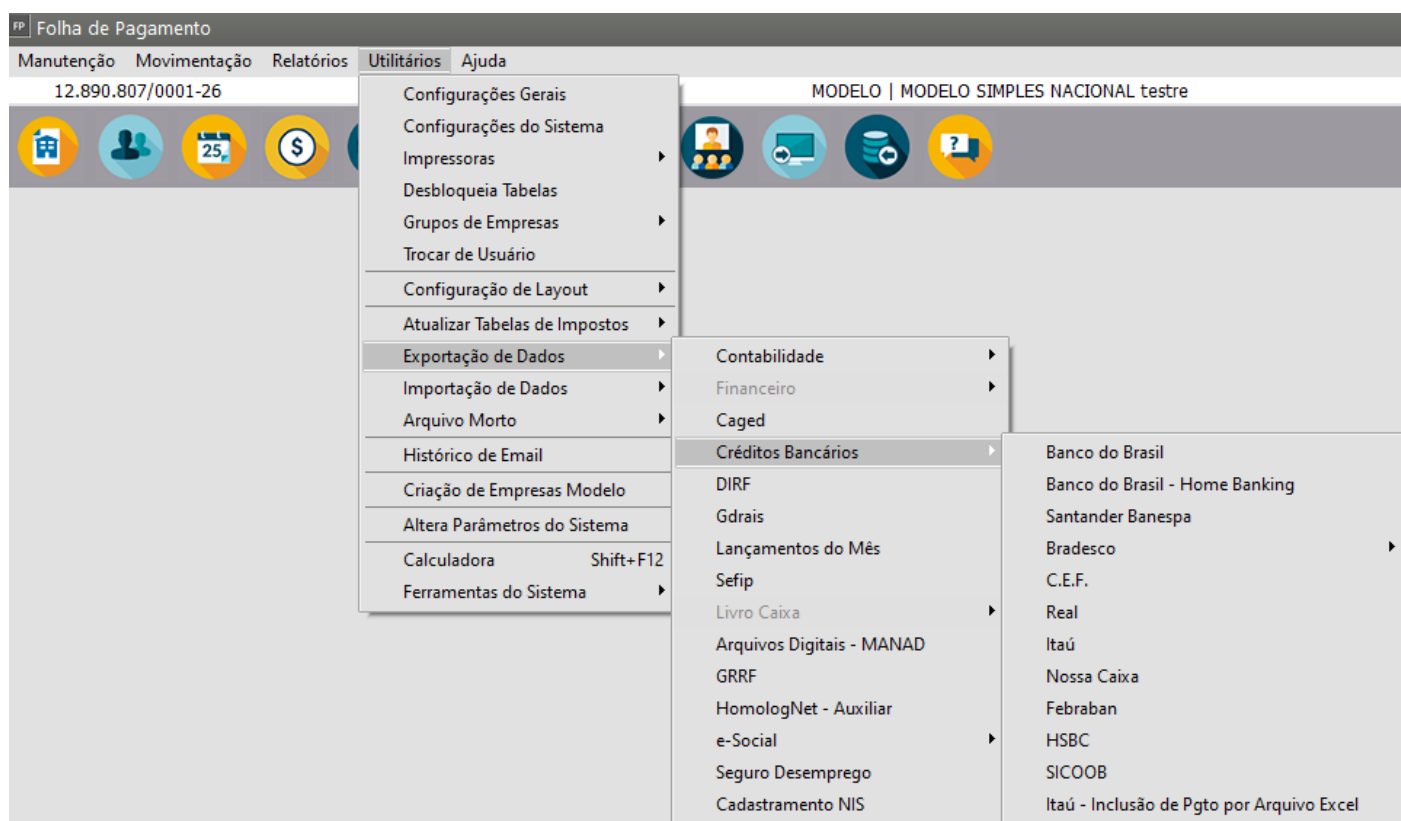 FP Folha de Pagamento
Manutenção Movimentação Relatórios Utilitários Ajuda
12.890.807/0001-26 MODELO | MODELO SIMPLES NACIONAL testre
25
$
?
Configurações Gerais
Configurações do Sistema
Impressoras
Desbloqueia Tabelas
Grupos de Empresas
Trocar de Usuário
Configuração de Layout
Atualizar Tabelas de Impostos
Exportação de Dados
Importação de Dados
Arquivo Morto
Histórico de Email
Criação de Empresas Modelo
Altera Parâmetros do Sistema
Calculadora Shift+F12
Ferramentas do Sistema
Contabilidade
Financeiro
Caged
Créditos Bancários
DIRF
Gdrais
Lançamentos do Mês
Sefip
Livro Caixa
Arquivos Digitais - MANAD
GRRF
HomologNet - Auxiliar
e-Social
Seguro Desemprego
Cadastramento NIS
Banco do Brasil
Banco do Brasil - Home Banking
Santander Banespa
Bradesco
C.E.F.
Real
Itaú
Nossa Caixa
Febraban
HSBC
SICOOB
Itaú - Inclusão de Pgto por Arquivo Excel